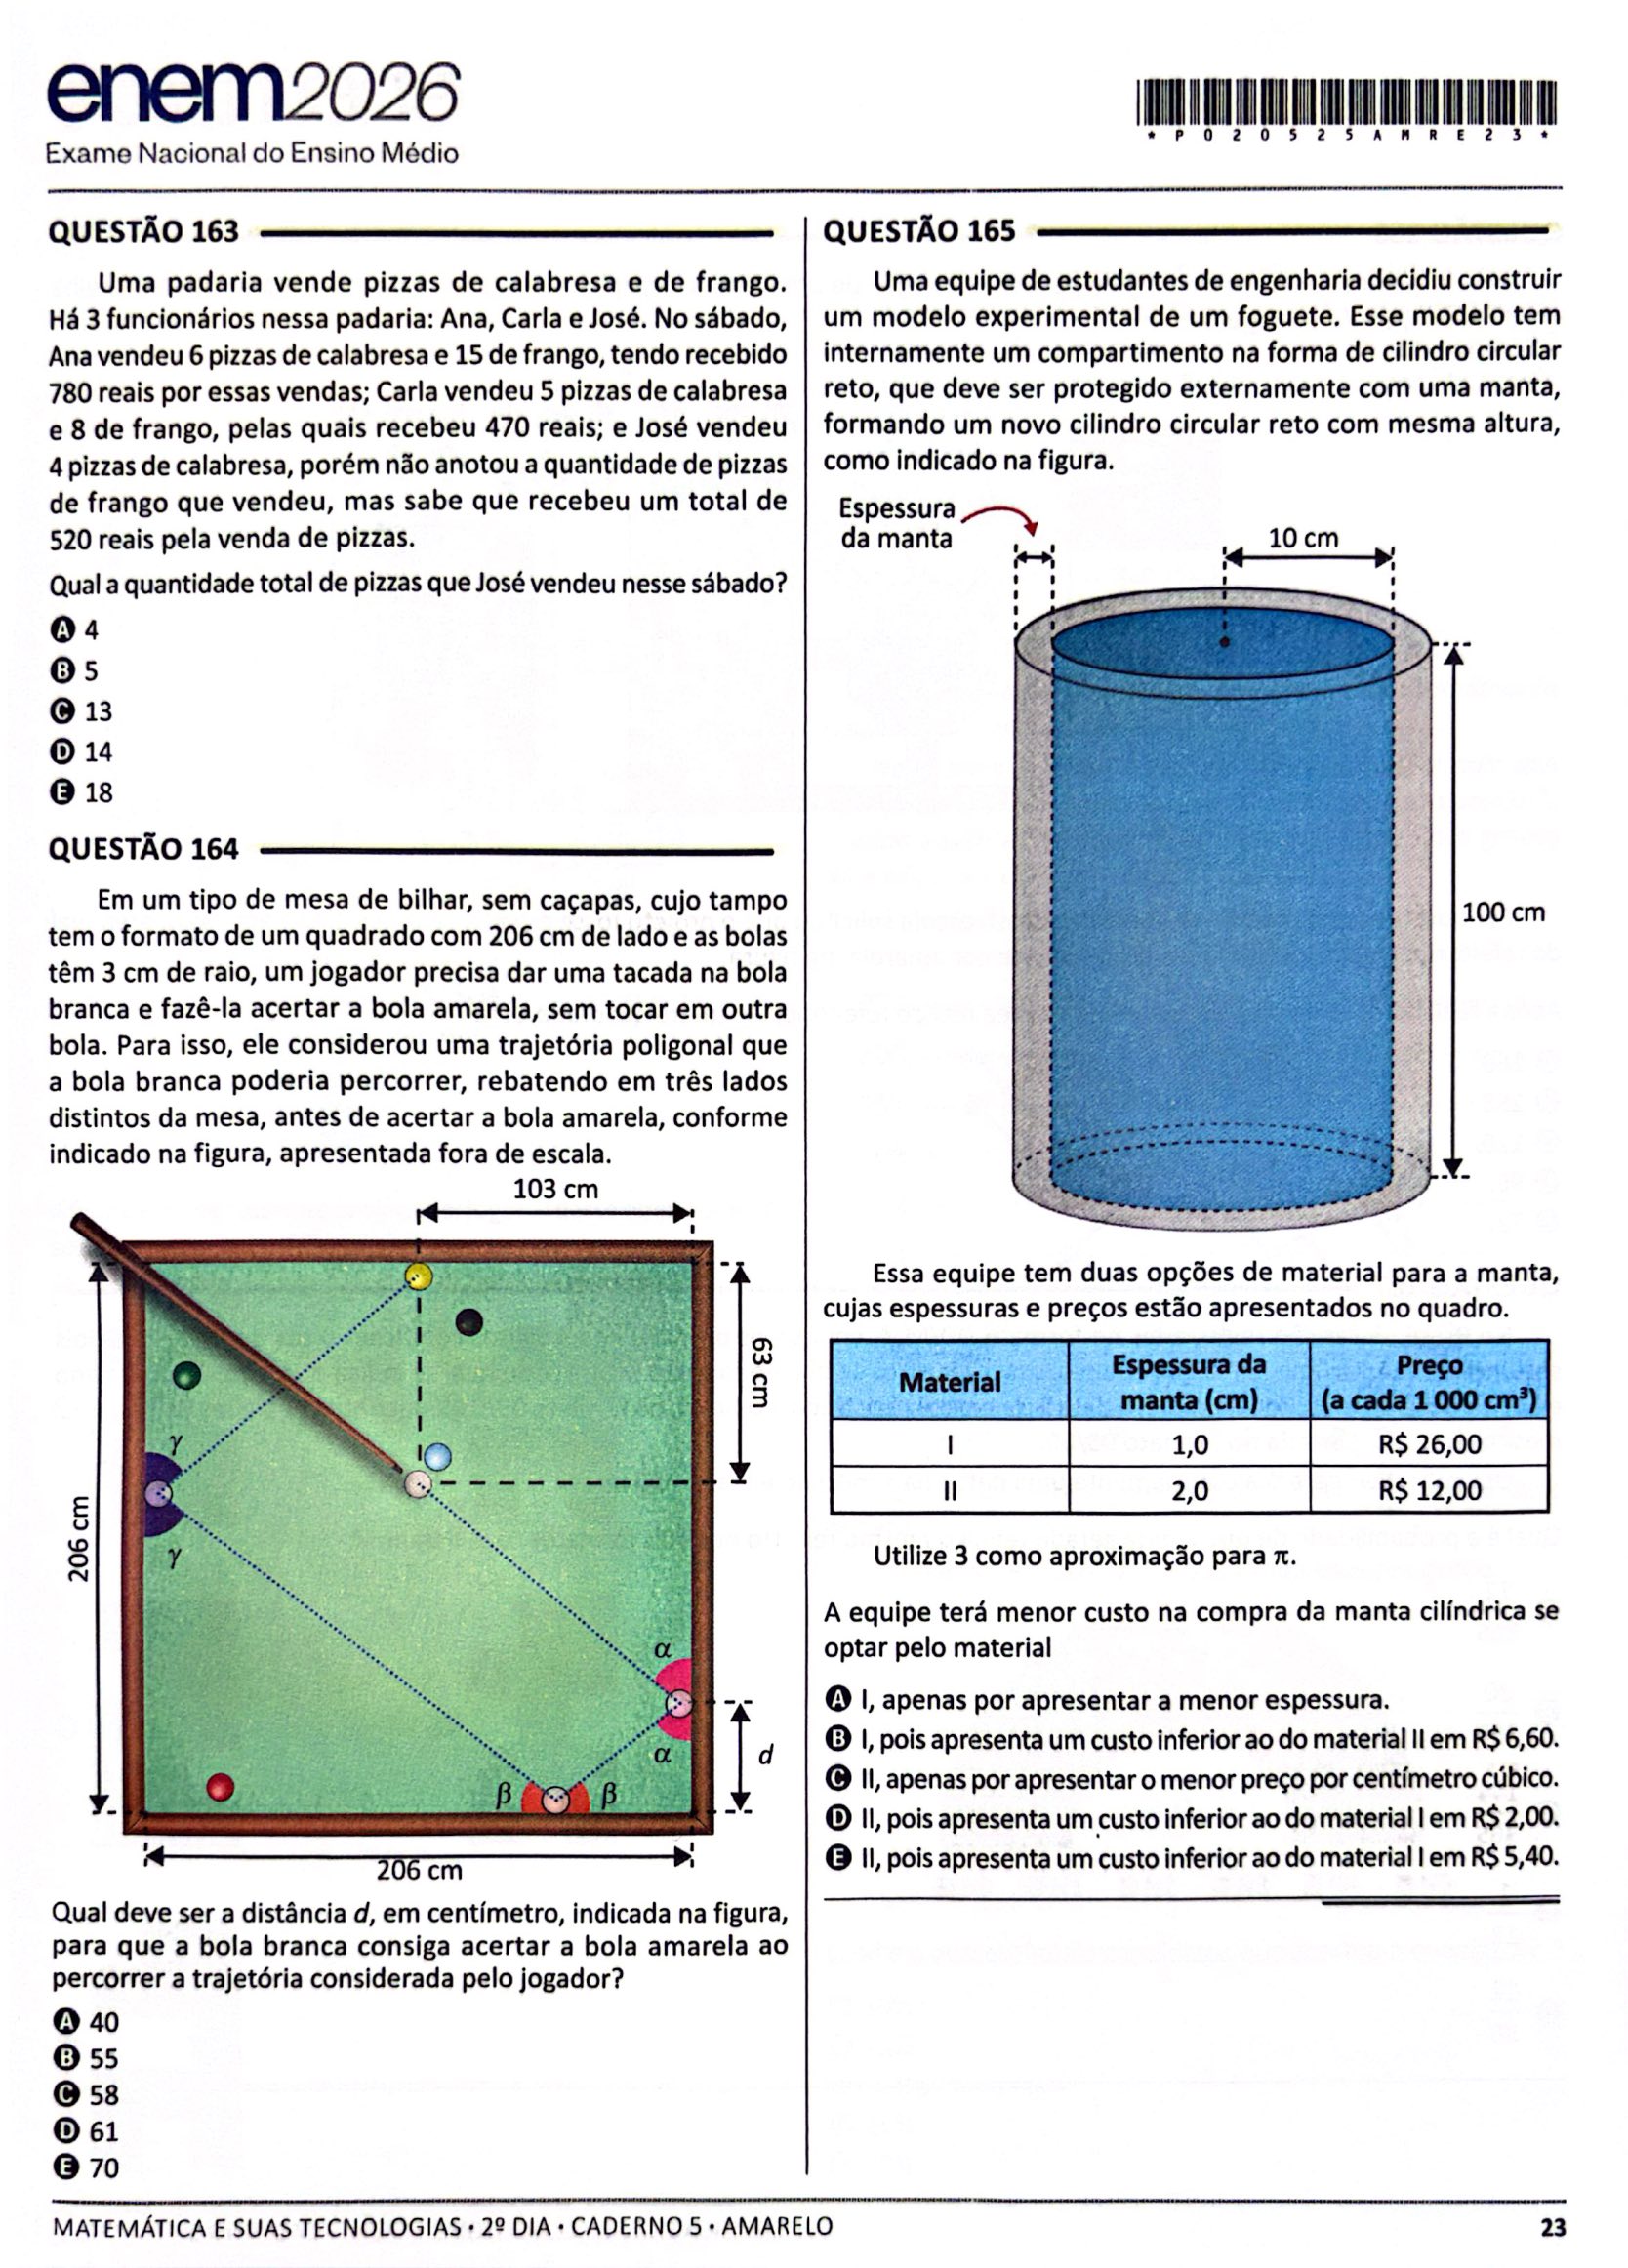 enem2026
Exame Nacional do Ensino Médio
* P 0 2 0 5 2 5 A M R E 2 3 *
QUESTÃO 163
Uma padaria vende pizzas de calabresa e de frango.
Há 3 funcionários nessa padaria: Ana, Carla e José. No sábado,
Ana vendeu 6 pizzas de calabresa e 15 de frango, tendo recebido
780 reais por essas vendas; Carla vendeu 5 pizzas de calabresa
e 8 de frango, pelas quais recebeu 470 reais; e José vendeu
4 pizzas de calabresa, porém não anotou a quantidade de pizzas
de frango que vendeu, mas sabe que recebeu um total de
520 reais pela venda de pizzas.
Qual a quantidade total de pizzas que José vendeu nesse sábado?
A 4
B 5
C 13
D 14
E 18
QUESTÃO 164
Em um tipo de mesa de bilhar, sem caçapas, cujo tampo
tem o formato de um quadrado com 206 cm de lado e as bolas
têm 3 cm de raio, um jogador precisa dar uma tacada na bola
branca e fazê-la acertar a bola amarela, sem tocar em outra
bola. Para isso, ele considerou uma trajetória poligonal que
a bola branca poderia percorrer, rebatendo em três lados
distintos da mesa, antes de acertar a bola amarela, conforme
indicado na figura, apresentada fora de escala.
103 cm
63 cm
γ
206 cm
γ
α
α
d
β β
206 cm
Qual deve ser a distância d, em centímetro, indicada na figura,
para que a bola branca consiga acertar a bola amarela ao
percorrer a trajetória considerada pelo jogador?
A 40
B 55
C 58
D 61
E 70
QUESTÃO 165
Uma equipe de estudantes de engenharia decidiu construir
um modelo experimental de um foguete. Esse modelo tem
internamente um compartimento na forma de cilindro circular
reto, que deve ser protegido externamente com uma manta,
formando um novo cilindro circular reto com mesma altura,
como indicado na figura.
Espessura
da manta
10 cm
100 cm
Essa equipe tem duas opções de material para a manta,
cujas espessuras e preços estão apresentados no quadro.
Material Espessura da manta (cm) Preço (a cada 1 000 cm³)
I 1,0 R$ 26,00
II 2,0 R$ 12,00
Utilize 3 como aproximação para π.
A equipe terá menor custo na compra da manta cilíndrica se
optar pelo material
A I, apenas por apresentar a menor espessura.
B I, pois apresenta um custo inferior ao do material II em R$ 6,60.
C II, apenas por apresentar o menor preço por centímetro cúbico.
D II, pois apresenta um custo inferior ao do material I em R$ 2,00.
E II, pois apresenta um custo inferior ao do material I em R$ 5,40.
MATEMÁTICA E SUAS TECNOLOGIAS • 2º DIA • CADERNO 5 • AMARELO
23